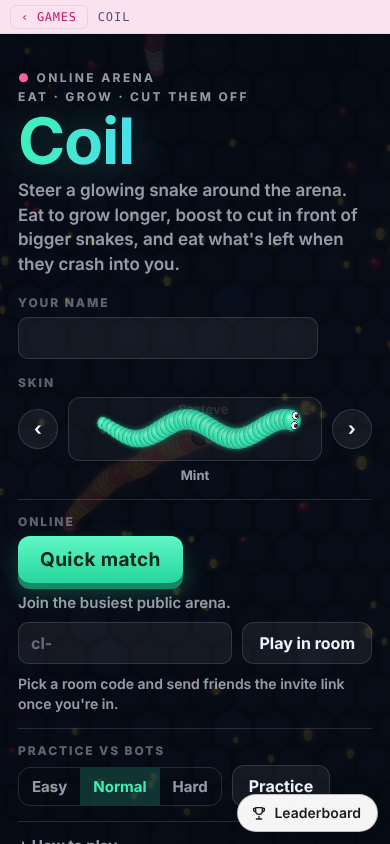 ‹ GAMES COIL
ONLINE ARENA
EAT · GROW · CUT THEM OFF
Coil
Steer a glowing snake around the arena.
Eat to grow longer, boost to cut in front of
bigger snakes, and eat what's left when
they crash into you.
YOUR NAME
SKIN
‹ ›
Mint
ONLINE
Quick match
Join the busiest public arena.
cl- Play in room
Pick a room code and send friends the invite link
once you're in.
PRACTICE VS BOTS
Easy Normal Hard Practice
Leaderboard
How to play